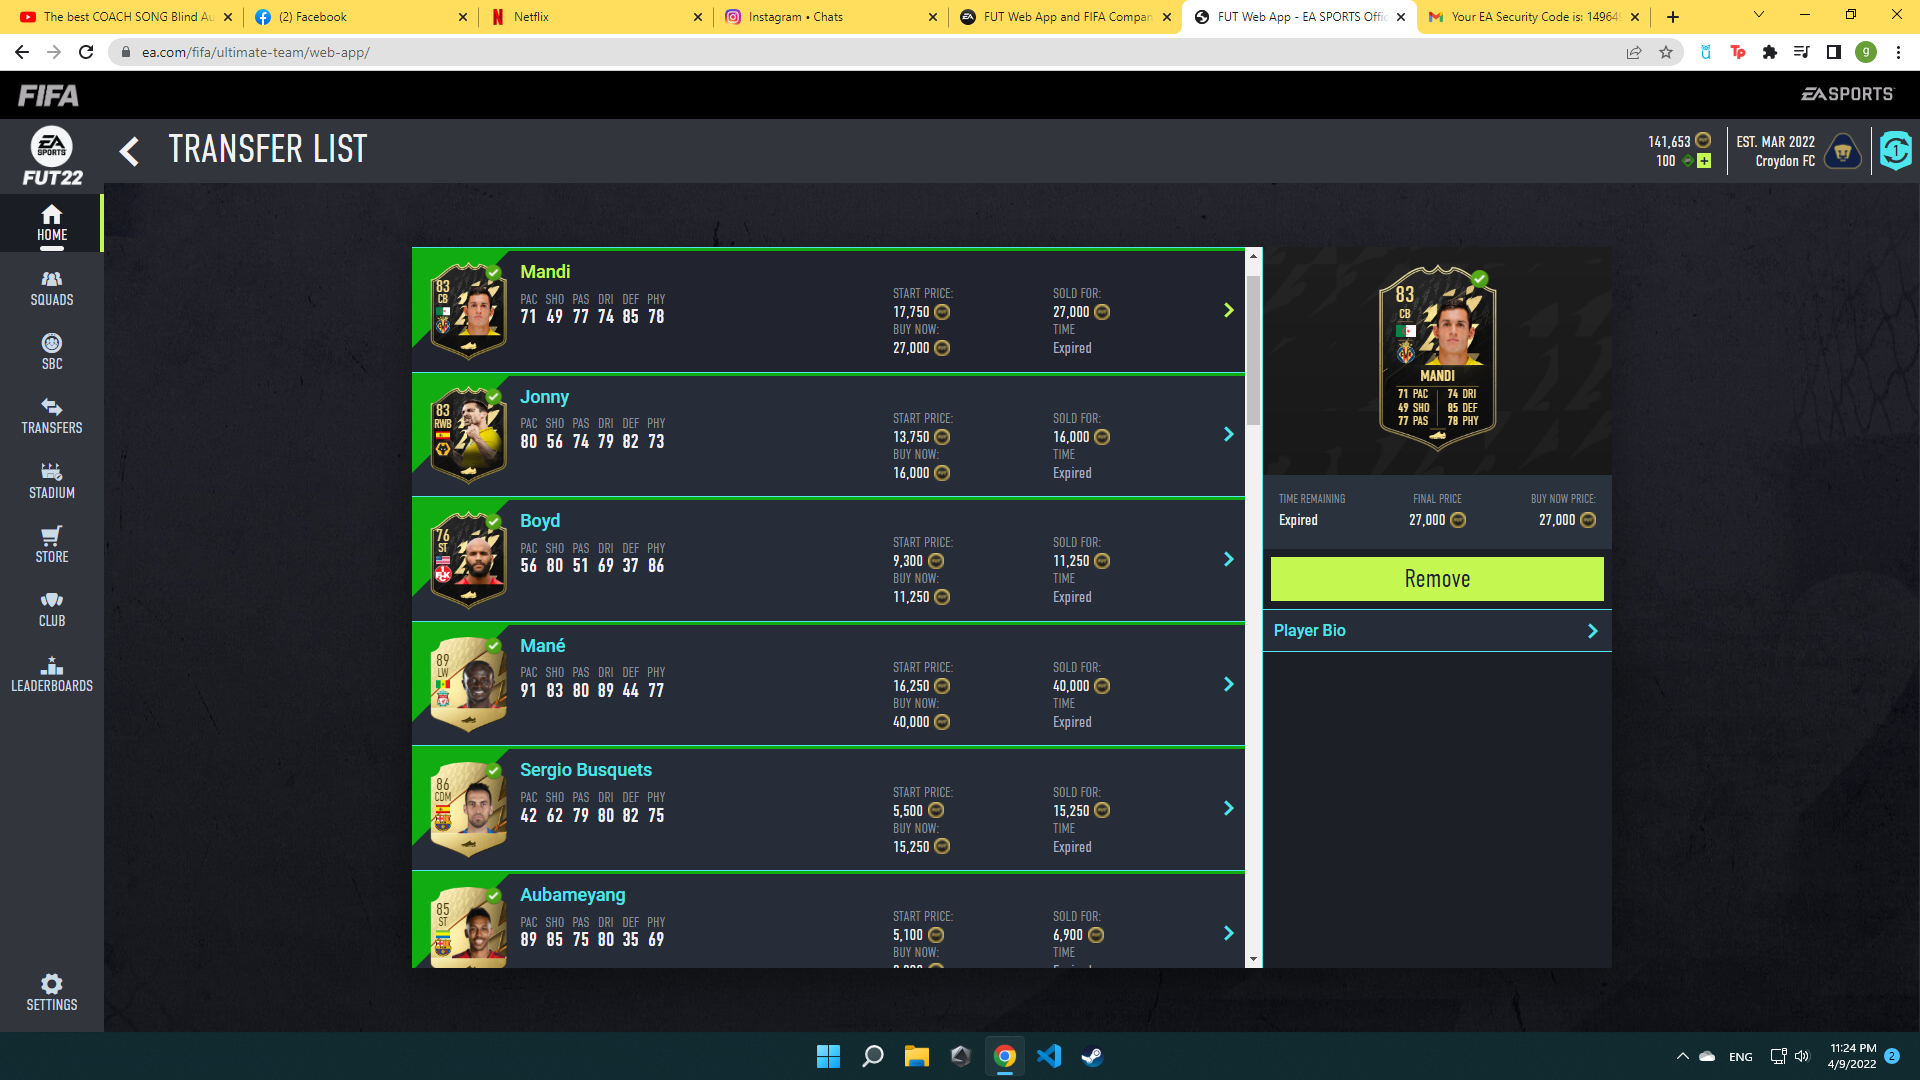 The best COACH SONG Blind Au
(2) Facebook
Netflix
Instagram • Chats
FUT Web App and FIFA Compan
FUT Web App - EA SPORTS Offic
Your EA Security Code is: 14964
ea.com/fifa/ultimate-team/web-app/
Tp
g
FIFA
EA SPORTS
EA SPORTS
FUT22
TRANSFER LIST
141,653
100
EST. MAR 2022
Croydon FC
1
HOME
SQUADS
SBC
TRANSFERS
STADIUM
STORE
CLUB
LEADERBOARDS
SETTINGS
83
CB
Mandi
PAC SHO PAS DRI DEF PHY
71 49 77 74 85 78
START PRICE:
17,750
BUY NOW:
27,000
SOLD FOR:
27,000
TIME
Expired
83
RWB
Jonny
PAC SHO PAS DRI DEF PHY
80 56 74 79 82 73
START PRICE:
13,750
BUY NOW:
16,000
SOLD FOR:
16,000
TIME
Expired
76
ST
Boyd
PAC SHO PAS DRI DEF PHY
56 80 51 69 37 86
START PRICE:
9,300
BUY NOW:
11,250
SOLD FOR:
11,250
TIME
Expired
89
LW
Mané
PAC SHO PAS DRI DEF PHY
91 83 80 89 44 77
START PRICE:
16,250
BUY NOW:
40,000
SOLD FOR:
40,000
TIME
Expired
86
CDM
Sergio Busquets
PAC SHO PAS DRI DEF PHY
42 62 79 80 82 75
START PRICE:
5,500
BUY NOW:
15,250
SOLD FOR:
15,250
TIME
Expired
85
ST
Aubameyang
PAC SHO PAS DRI DEF PHY
89 85 75 80 35 69
START PRICE:
5,100
BUY NOW:
SOLD FOR:
6,900
TIME
83
CB
MANDI
71 PAC 74 DRI
49 SHO 85 DEF
77 PAS 78 PHY
TIME REMAINING
Expired
FINAL PRICE
27,000
BUY NOW PRICE:
27,000
Remove
Player Bio
ENG
11:24 PM
4/9/2022
2